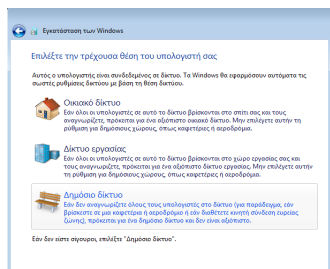 Εγκατάσταση των Windows
Επιλέξτε την τρέχουσα θέση του υπολογιστή σας
Αυτός ο υπολογιστής είναι συνδεδεμένος σε δίκτυο. Τα Windows θα εφαρμόσουν αυτόματα τις
σωστές ρυθμίσεις δικτύου με βάση τη θέση δικτύου.
Οικιακό δίκτυο
Εάν όλοι οι υπολογιστές σε αυτό το δίκτυο βρίσκονται στο σπίτι σας και τους
αναγνωρίζετε, πρόκειται για ένα αξιόπιστο οικιακό δίκτυο. Μην επιλέγετε αυτήν τη
ρύθμιση για δημόσιους χώρους, όπως καφετέριες ή αεροδρόμια.
Δίκτυο εργασίας
Εάν όλοι οι υπολογιστές σε αυτό το δίκτυο βρίσκονται στο χώρο εργασίας σας και
τους αναγνωρίζετε, πρόκειται για ένα αξιόπιστο δίκτυο εργασίας. Μην επιλέγετε αυτήν
τη ρύθμιση για δημόσιους χώρους, όπως καφετέριες ή αεροδρόμια.
Δημόσιο δίκτυο
Εάν δεν αναγνωρίζετε όλους τους υπολογιστές στο δίκτυο (για παράδειγμα, εάν
βρίσκεστε σε μια καφετέρια ή αεροδρόμιο ή εάν διαθέτετε κινητή σύνδεση ευρείας
ζώνης), πρόκειται για ένα δημόσιο δίκτυο και δεν είναι αξιόπιστο.
Εάν δεν είστε σίγουροι, επιλέξτε "Δημόσιο δίκτυο".